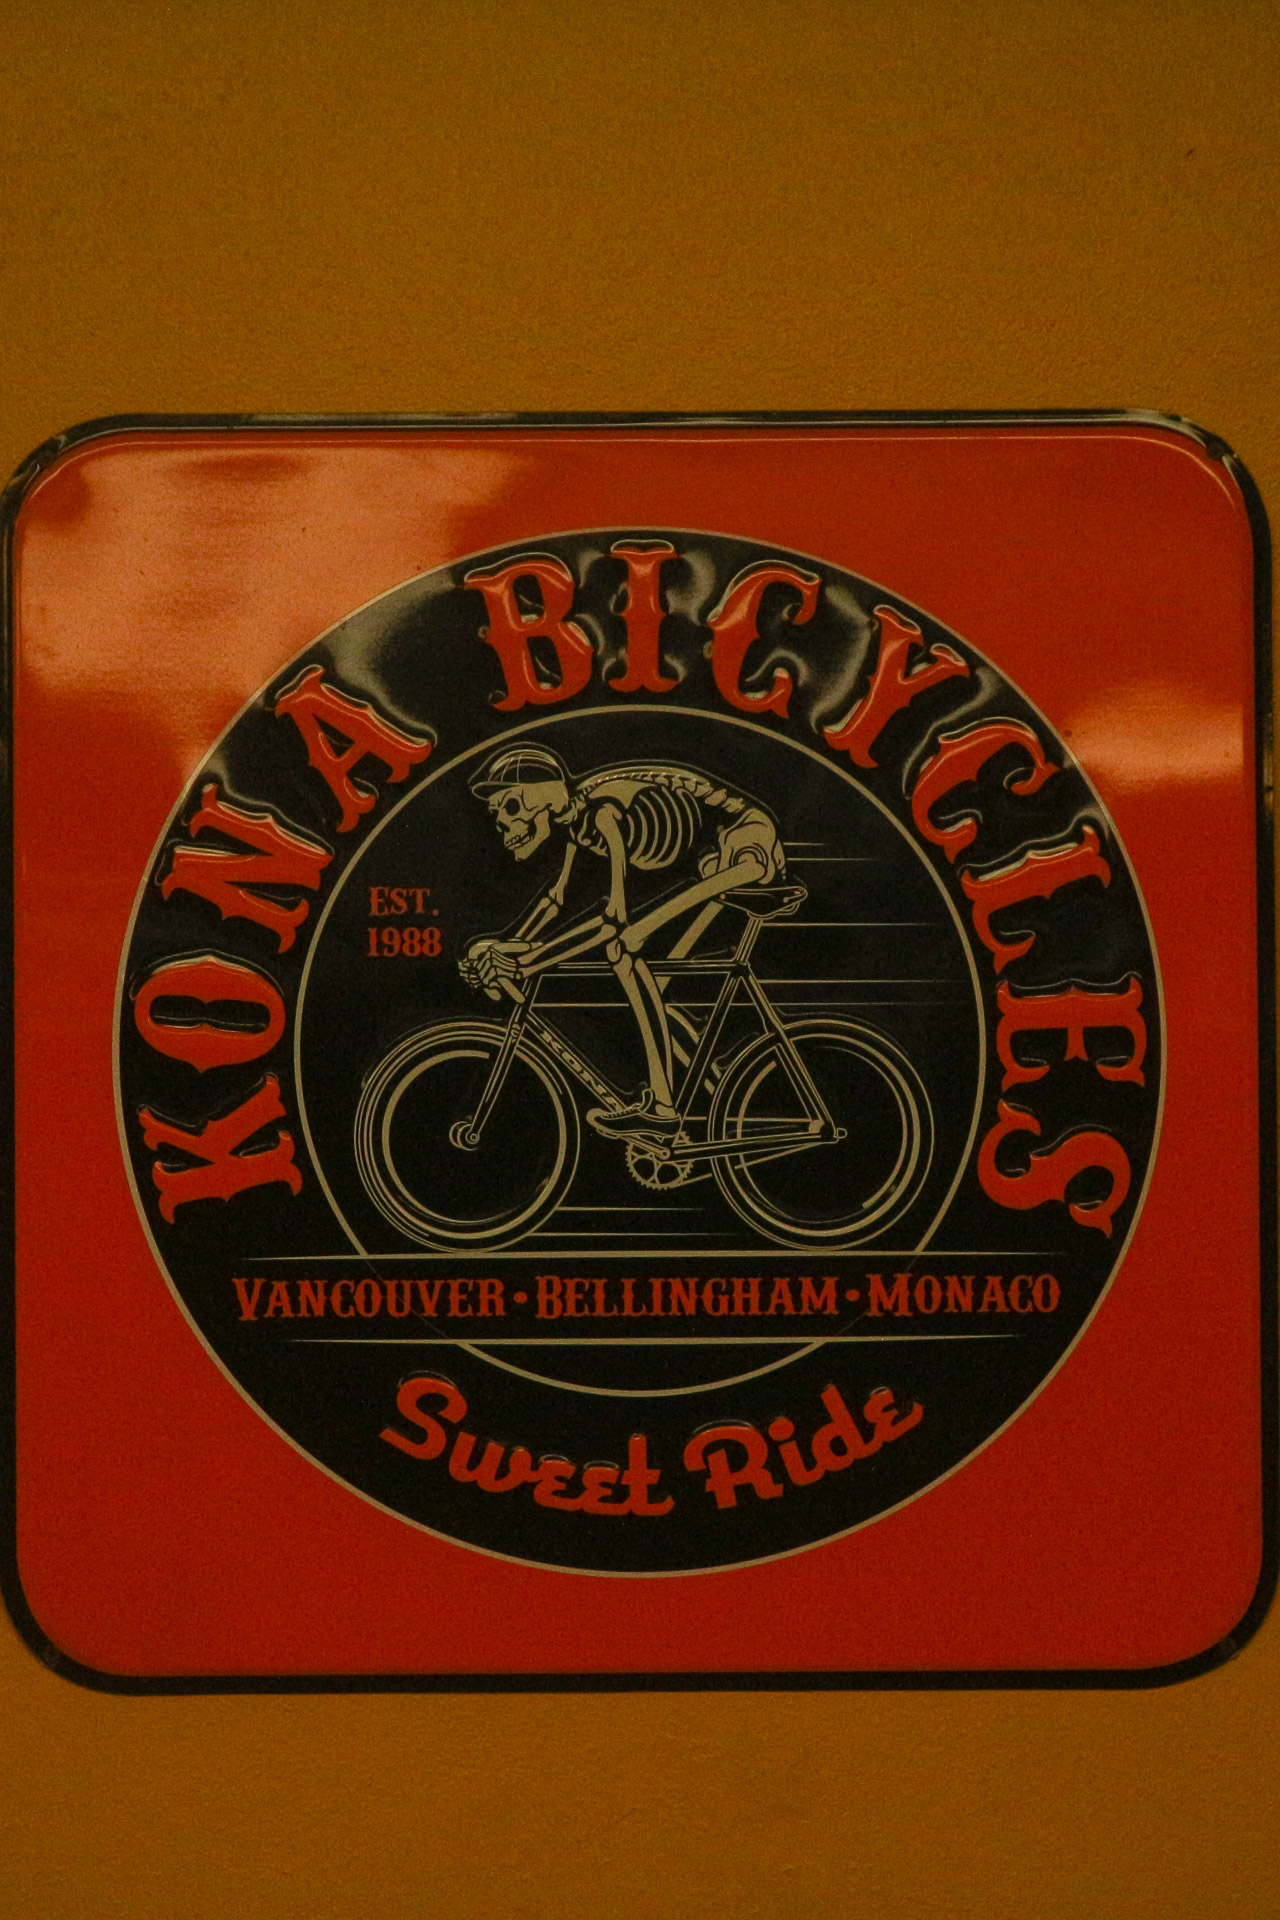 KONA BICYCLES
EST.
1988
KONA
VANCOUVER • BELLINGHAM • MONACO
Sweet Ride